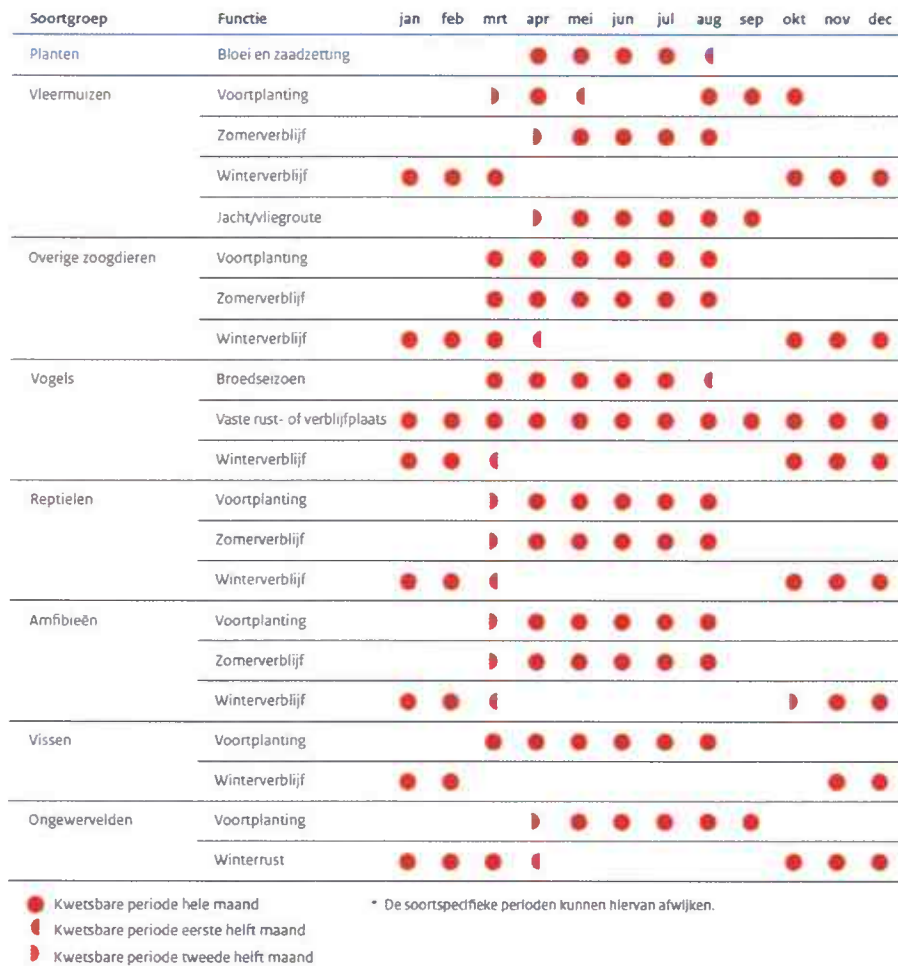 Soortgroep Functie jan feb mrt apr mei jun jul aug sep okt nov dec
Planten Bloei en zaadzetting
Vleermuizen Voortplanting
Zomerverblijf
Winterverblijf
Jacht/vliegroute
Overige zoogdieren Voortplanting
Zomerverblijf
Winterverblijf
Vogels Broedseizoen
Vaste rust- of verblijfplaats
Winterverblijf
Reptielen Voortplanting
Zomerverblijf
Winterverblijf
Amfibieën Voortplanting
Zomerverblijf
Winterverblijf
Vissen Voortplanting
Winterverblijf
Ongewervelden Voortplanting
Winterrust
Kwetsbare periode hele maand * De soortspecifieke perioden kunnen hiervan afwijken.
Kwetsbare periode eerste helft maand
Kwetsbare periode tweede helft maand